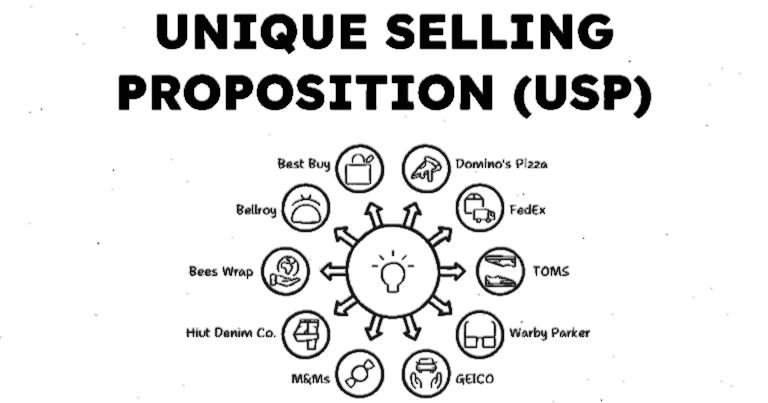 UNIQUE SELLING
PROPOSITION (USP)
Best Buy
Domino's Pizza
Bellroy
FedEx
Bees Wrap
TOMS
Hiut Denim Co.
Warby Parker
M&Ms
GEICO